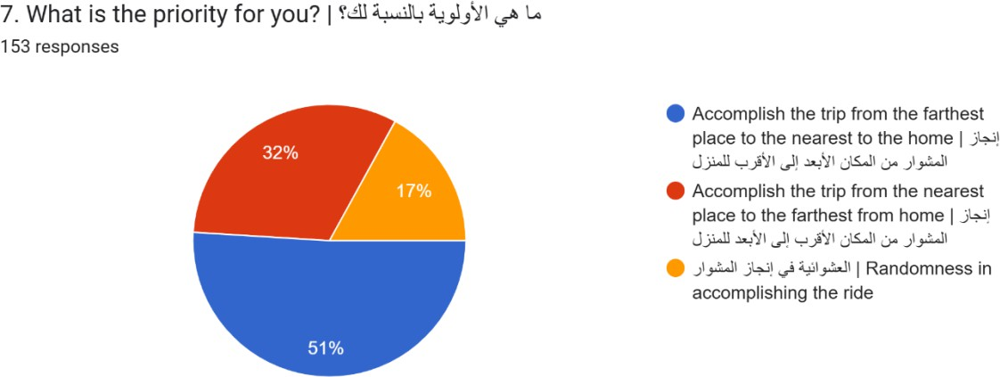 7. What is the priority for you? | ما هي الأولوية بالنسبة لك؟
153 responses
32%
17%
51%
Accomplish the trip from the farthest
place to the nearest to the home | إنجاز
المشوار من المكان الأبعد إلى الأقرب للمنزل
Accomplish the trip from the nearest
place to the farthest from home | إنجاز
المشوار من المكان الأقرب إلى الأبعد للمنزل
العشوائية في إنجاز المشوار | Randomness in
accomplishing the ride